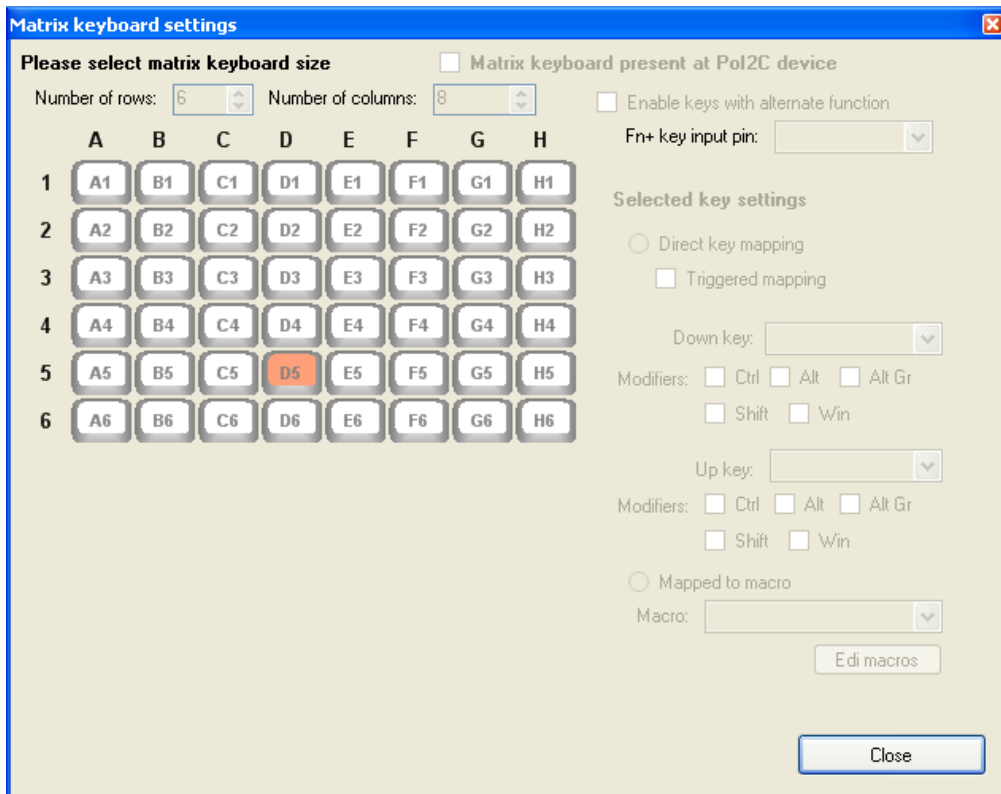 Matrix keyboard settings
Please select matrix keyboard size
Matrix keyboard present at PoI2C device
Number of rows: 6 Number of columns: 8
Enable keys with alternate function
Fn+ key input pin:
A B C D E F G H
1 A1 B1 C1 D1 E1 F1 G1 H1
2 A2 B2 C2 D2 E2 F2 G2 H2
3 A3 B3 C3 D3 E3 F3 G3 H3
4 A4 B4 C4 D4 E4 F4 G4 H4
5 A5 B5 C5 D5 E5 F5 G5 H5
6 A6 B6 C6 D6 E6 F6 G6 H6
Selected key settings
Direct key mapping
Triggered mapping
Down key:
Modifiers: Ctrl Alt Alt Gr
Shift Win
Up key:
Modifiers: Ctrl Alt Alt Gr
Shift Win
Mapped to macro
Macro:
Edi macros
Close